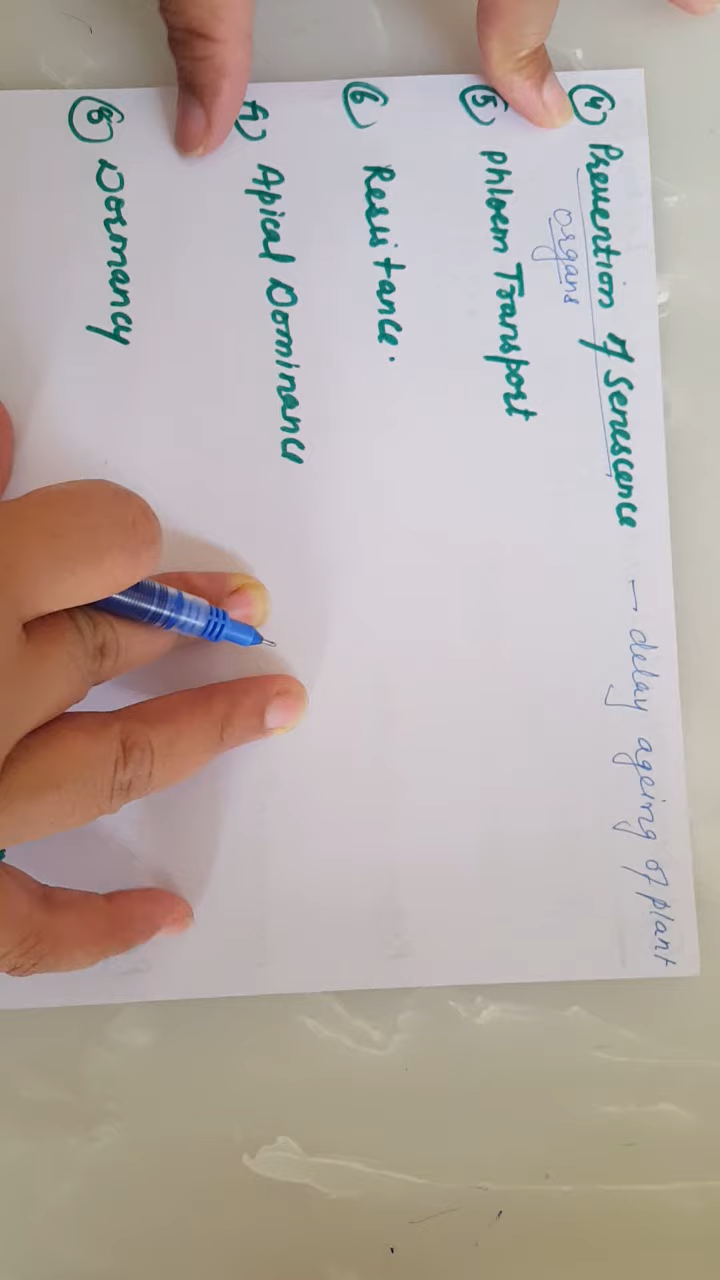 ④ Prevention of Senescence → delay ageing of plant
organs
⑤ Phloem Transport
⑥ Resistance.
⑦ Apical Dominance
⑧ Dormancy